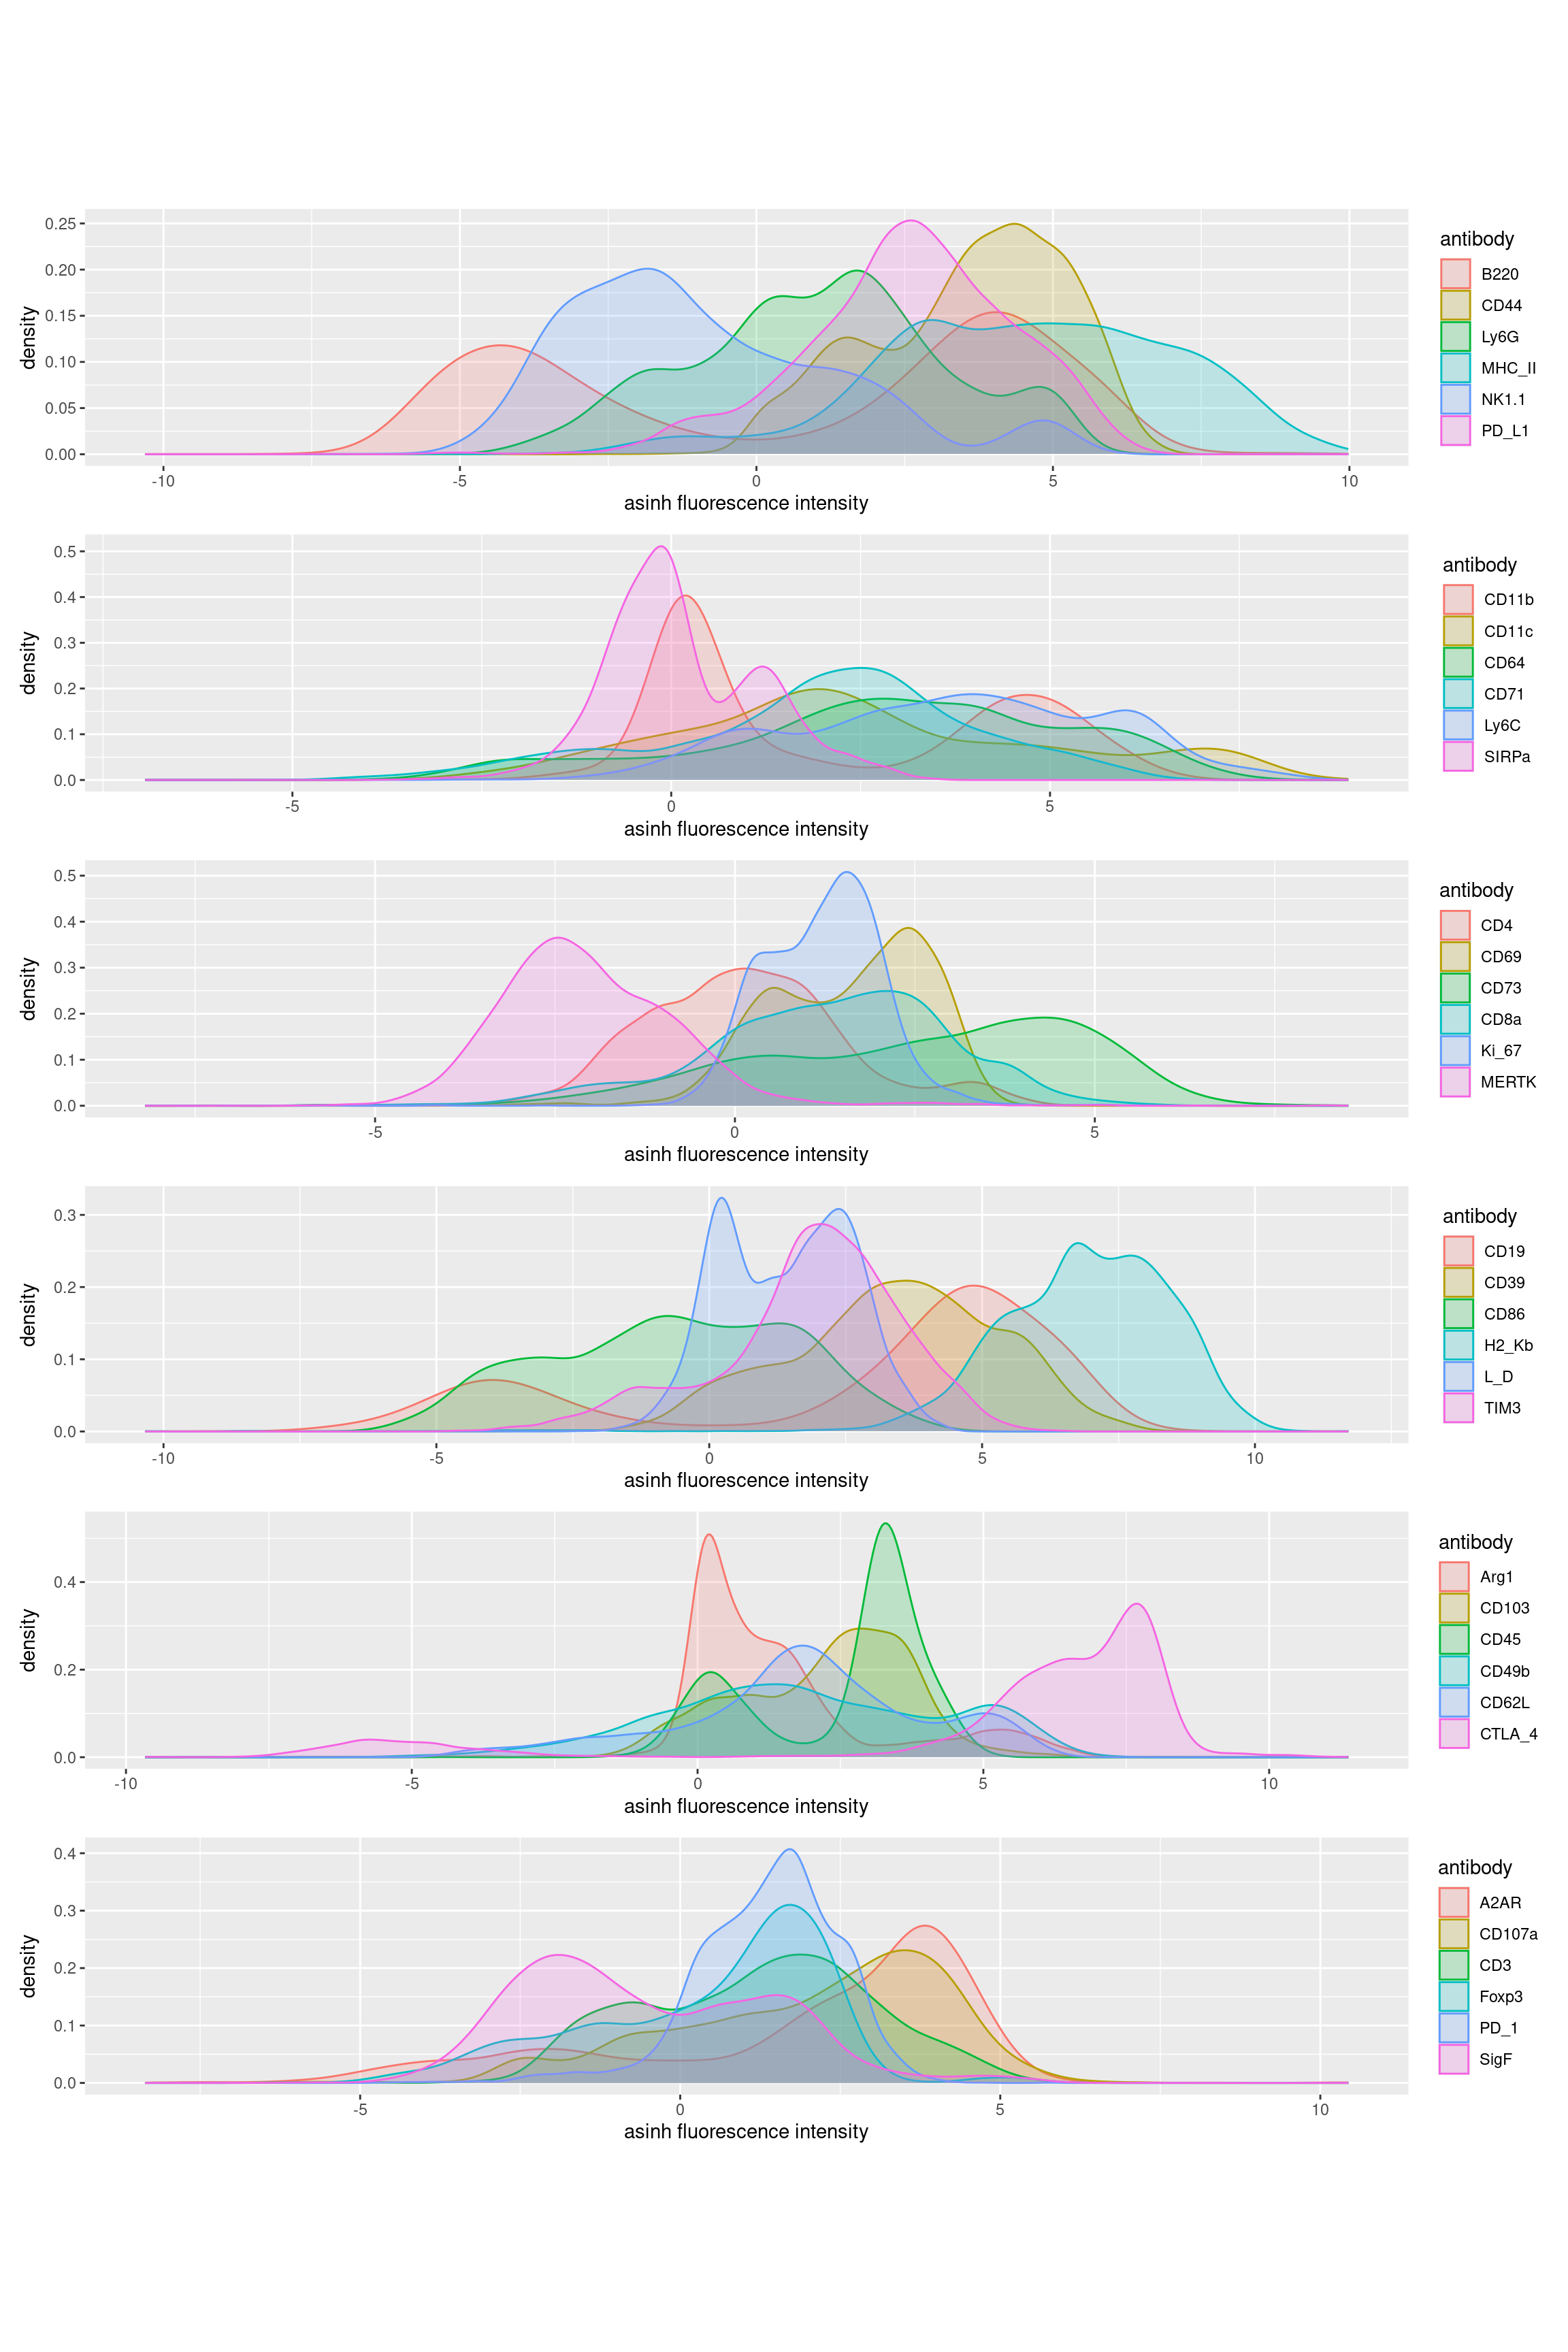 antibody
0.25
0.20
0.15
0.10
0.05
0.00
density
B220
CD44
Ly6G
MHC_II
NK1.1
PD_L1
-10 -5 0 5 10
asinh fluorescence intensity
antibody
0.5
0.4
0.3
0.2
0.1
0.0
density
CD11b
CD11c
CD64
CD71
Ly6C
SIRPa
-5 0 5
asinh fluorescence intensity
antibody
0.5
0.4
0.3
0.2
0.1
0.0
density
CD4
CD69
CD73
CD8a
Ki_67
MERTK
-5 0 5
asinh fluorescence intensity
antibody
0.3
0.2
0.1
0.0
density
CD19
CD39
CD86
H2_Kb
L_D
TIM3
-10 -5 0 5 10
asinh fluorescence intensity
antibody
0.4
0.2
0.0
density
Arg1
CD103
CD45
CD49b
CD62L
CTLA_4
-10 -5 0 5 10
asinh fluorescence intensity
antibody
0.4
0.3
0.2
0.1
0.0
density
A2AR
CD107a
CD3
Foxp3
PD_1
SigF
-5 0 5 10
asinh fluorescence intensity